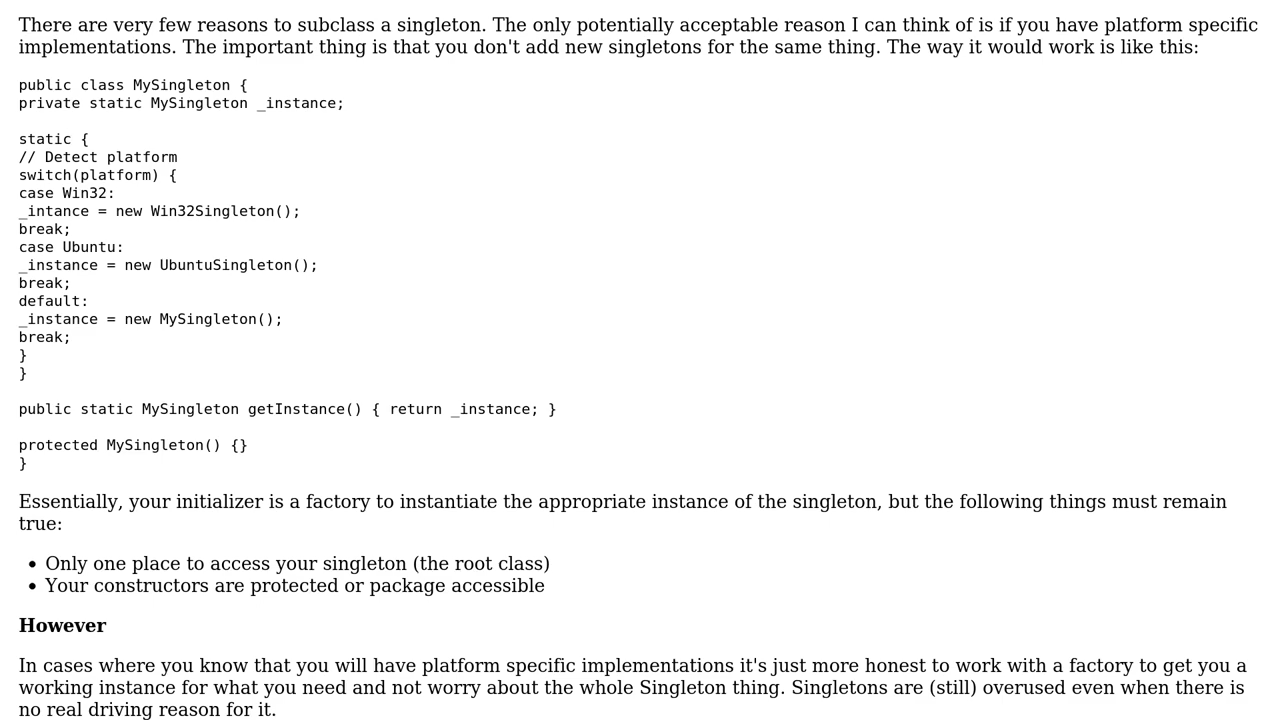 There are very few reasons to subclass a singleton. The only potentially acceptable reason I can think of is if you have platform specific
implementations. The important thing is that you don't add new singletons for the same thing. The way it would work is like this:
public class MySingleton {
private static MySingleton _instance;
static {
// Detect platform
switch(platform) {
case Win32:
_intance = new Win32Singleton();
break;
case Ubuntu:
_instance = new UbuntuSingleton();
break;
default:
_instance = new MySingleton();
break;
}
}
public static MySingleton getInstance() { return _instance; }
protected MySingleton() {}
}
Essentially, your initializer is a factory to instantiate the appropriate instance of the singleton, but the following things must remain
true:
• Only one place to access your singleton (the root class)
• Your constructors are protected or package accessible
However
In cases where you know that you will have platform specific implementations it's just more honest to work with a factory to get you a
working instance for what you need and not worry about the whole Singleton thing. Singletons are (still) overused even when there is
no real driving reason for it.